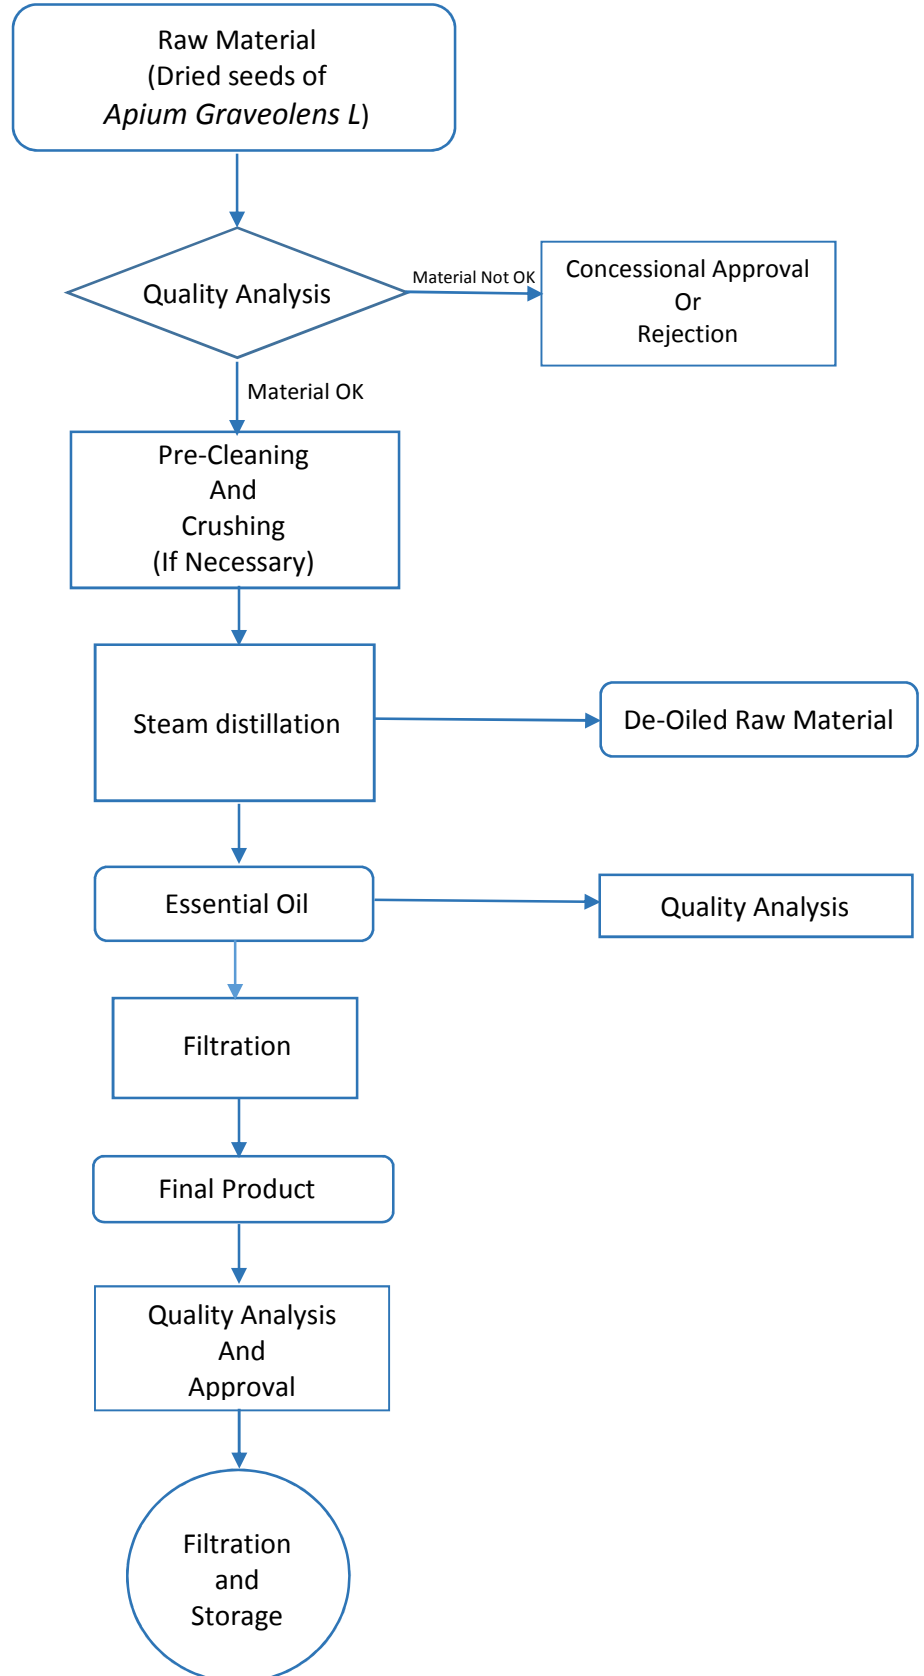 Raw Material
(Dried seeds of
Apium Graveolens L)
Quality Analysis
Material Not OK
Concessional Approval
Or
Rejection
Material OK
Pre-Cleaning
And
Crushing
(If Necessary)
Steam distillation
De-Oiled Raw Material
Essential Oil
Quality Analysis
Filtration
Final Product
Quality Analysis
And
Approval
Filtration
and
Storage